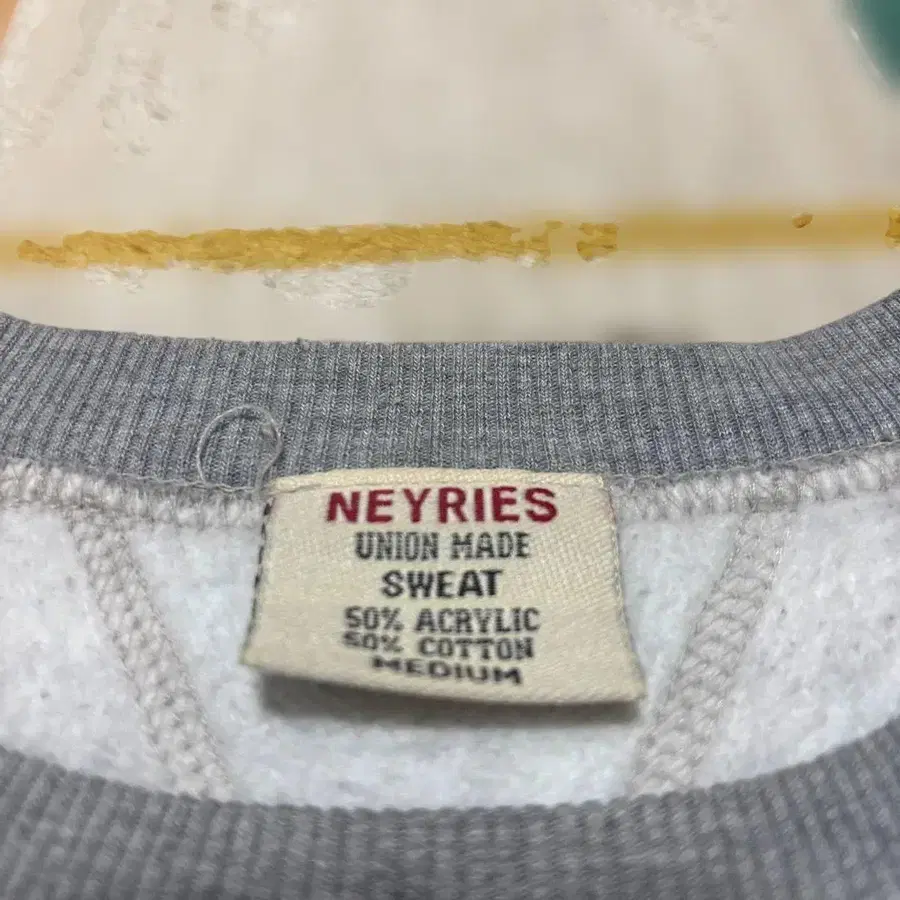 NEYRIES
UNION MADE
SWEAT
50% ACRYLIC
50% COTTON
MEDIUM